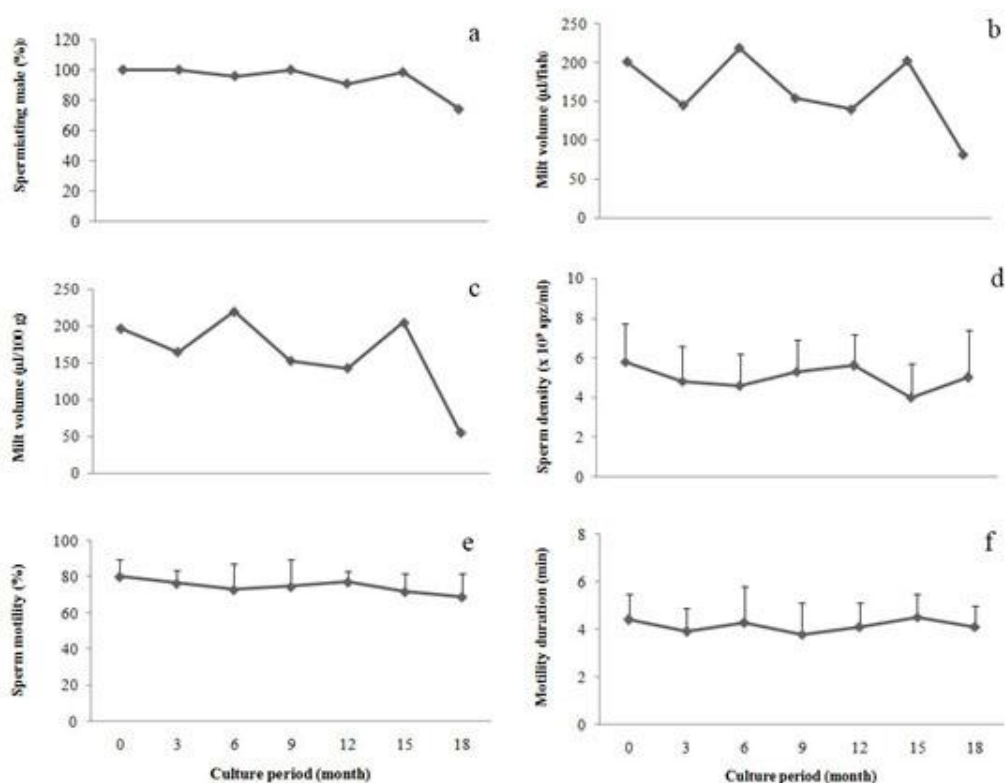 a
Spermiating male (%)
120
100
80
60
40
20
0
b
Milt volume (µl/fish)
250
200
150
100
50
0
c
Milt volume (µl/100 g)
250
200
150
100
50
0
d
Sperm density (x 10⁹ spz/ml)
10
8
6
4
2
0
e
Sperm motility (%)
100
80
60
40
20
0
0 3 6 9 12 15 18
Culture period (month)
f
Motility duration (min)
8
6
4
2
0
0 3 6 9 12 15 18
Culture period (month)